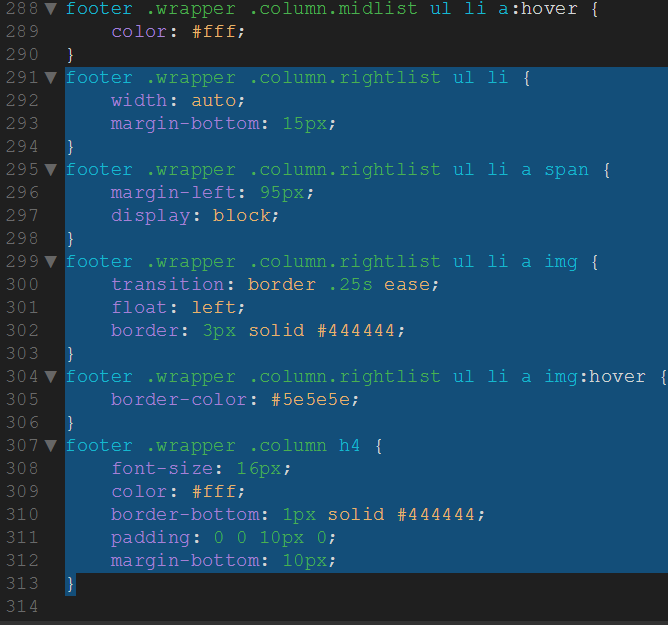 288 ▼ footer .wrapper .column.midlist ul li a:hover {
289 color: #fff;
290 }
291 ▼ footer .wrapper .column.rightlist ul li {
292 width: auto;
293 margin-bottom: 15px;
294 }
295 ▼ footer .wrapper .column.rightlist ul li a span {
296 margin-left: 95px;
297 display: block;
298 }
299 ▼ footer .wrapper .column.rightlist ul li a img {
300 transition: border .25s ease;
301 float: left;
302 border: 3px solid #444444;
303 }
304 ▼ footer .wrapper .column.rightlist ul li a img:hover {
305 border-color: #5e5e5e;
306 }
307 ▼ footer .wrapper .column h4 {
308 font-size: 16px;
309 color: #fff;
310 border-bottom: 1px solid #444444;
311 padding: 0 0 10px 0;
312 margin-bottom: 10px;
313 }
314